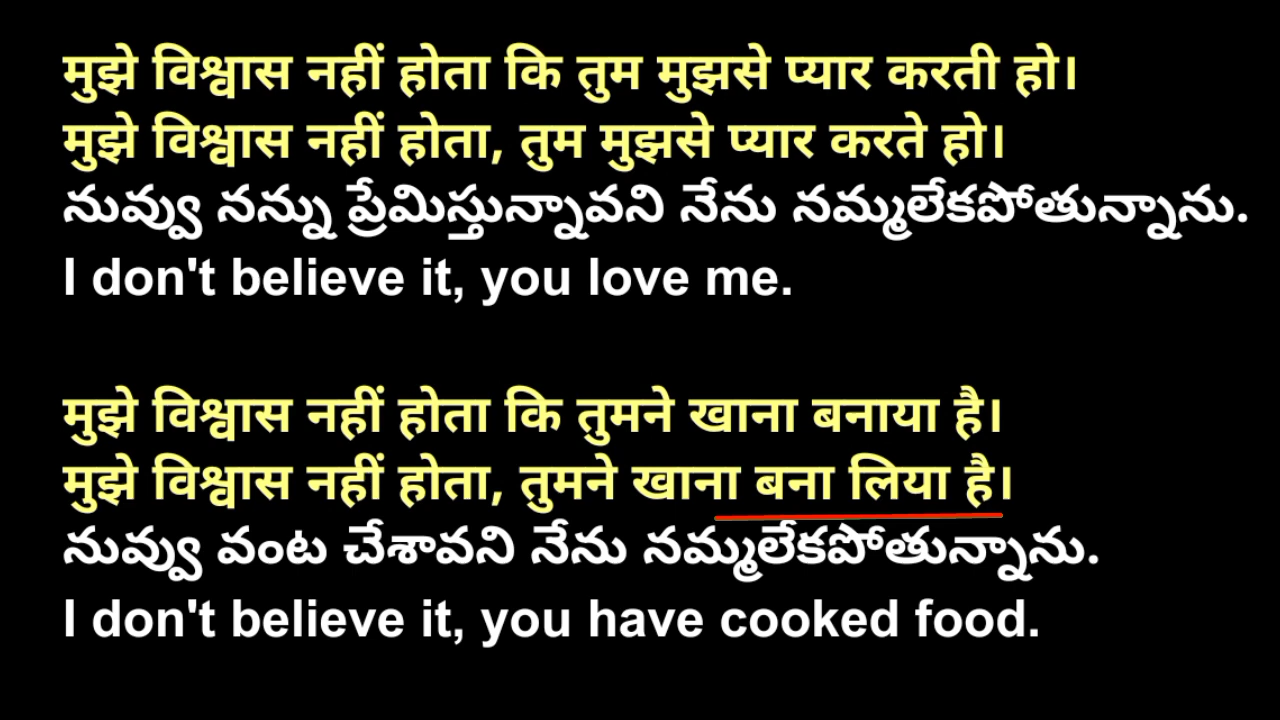 मुझे विश्वास नहीं होता कि तुम मुझसे प्यार करती हो।
मुझे विश्वास नहीं होता, तुम मुझसे प्यार करते हो।
నువ్వు నన్ను ప్రేమిస్తున్నావని నేను నమ్మలేకపోతున్నాను.
I don't believe it, you love me.
मुझे विश्वास नहीं होता कि तुमने खाना बनाया है।
मुझे विश्वास नहीं होता, तुमने खाना बना लिया है।
నువ్వు వంట చేశావని నేను నమ్మలేకపోతున్నాను.
I don't believe it, you have cooked food.